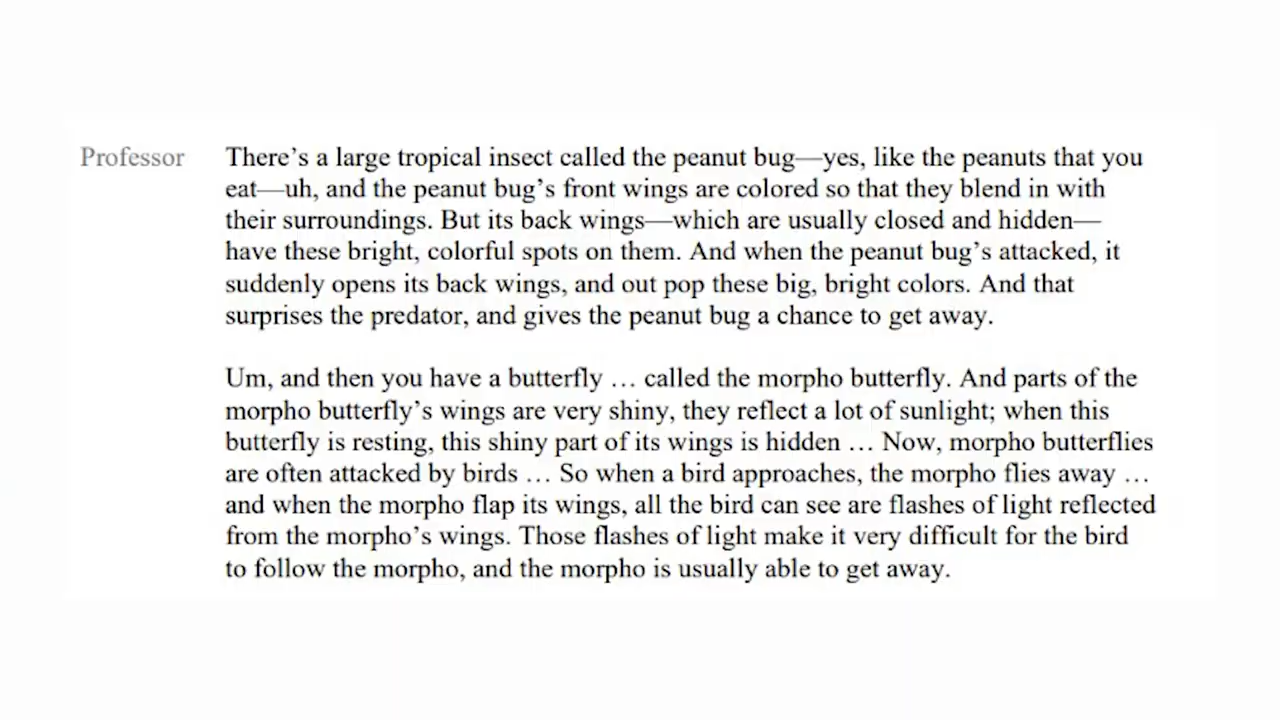 Professor There's a large tropical insect called the peanut bug—yes, like the peanuts that you
eat—uh, and the peanut bug's front wings are colored so that they blend in with
their surroundings. But its back wings—which are usually closed and hidden—
have these bright, colorful spots on them. And when the peanut bug's attacked, it
suddenly opens its back wings, and out pop these big, bright colors. And that
surprises the predator, and gives the peanut bug a chance to get away.
Um, and then you have a butterfly … called the morpho butterfly. And parts of the
morpho butterfly's wings are very shiny, they reflect a lot of sunlight; when this
butterfly is resting, this shiny part of its wings is hidden … Now, morpho butterflies
are often attacked by birds … So when a bird approaches, the morpho flies away …
and when the morpho flap its wings, all the bird can see are flashes of light reflected
from the morpho's wings. Those flashes of light make it very difficult for the bird
to follow the morpho, and the morpho is usually able to get away.